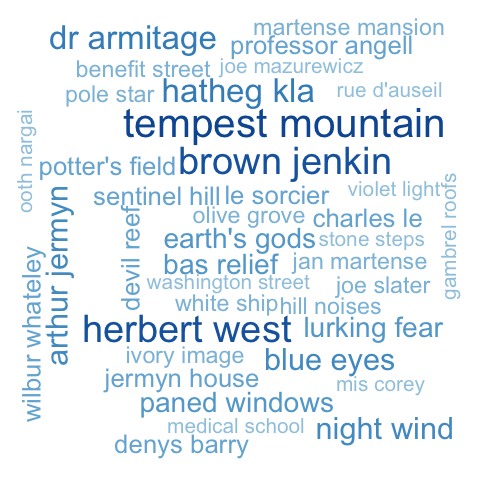 martense mansion
dr armitage
professor angell
benefit street
joe mazurewicz
pole star
hatheg kla
rue d'auseil
tempest mountain
ooth nargai
potter's field
brown jenkin
sentinel hill
le sorcier
violet light
gambrel roofs
olive grove
charles le
arthur jermyn
devil reef
earth's gods
stone steps
bas relief
jan martense
wilbur whateley
washington street
joe slater
white ship
hill noises
herbert west
lurking fear
ivory image
blue eyes
jermyn house
mis corey
paned windows
medical school
night wind
denys barry